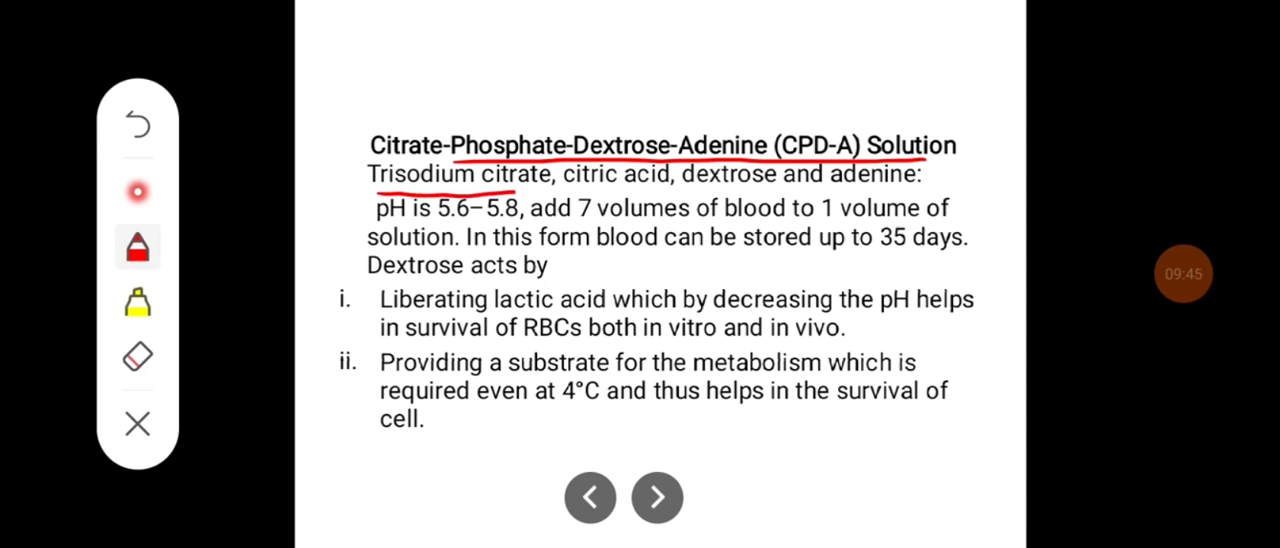 Citrate-Phosphate-Dextrose-Adenine (CPD-A) Solution
Trisodium citrate, citric acid, dextrose and adenine:
pH is 5.6–5.8, add 7 volumes of blood to 1 volume of
solution. In this form blood can be stored up to 35 days.
Dextrose acts by
i. Liberating lactic acid which by decreasing the pH helps
in survival of RBCs both in vitro and in vivo.
ii. Providing a substrate for the metabolism which is
required even at 4°C and thus helps in the survival of
cell.
09:45